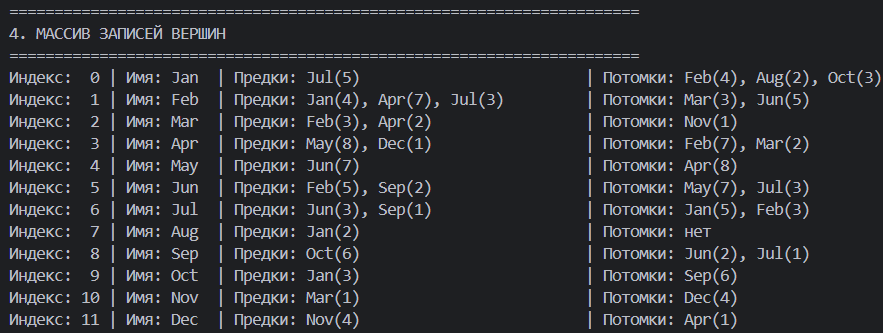 ======================================================================
4. МАССИВ ЗАПИСЕЙ ВЕРШИН
======================================================================
Индекс:  0 | Имя: Jan  | Предки: Jul(5)                         | Потомки: Feb(4), Aug(2), Oct(3)
Индекс:  1 | Имя: Feb  | Предки: Jan(4), Apr(7), Jul(3)         | Потомки: Mar(3), Jun(5)
Индекс:  2 | Имя: Mar  | Предки: Feb(3), Apr(2)                 | Потомки: Nov(1)
Индекс:  3 | Имя: Apr  | Предки: May(8), Dec(1)                 | Потомки: Feb(7), Mar(2)
Индекс:  4 | Имя: May  | Предки: Jun(7)                         | Потомки: Apr(8)
Индекс:  5 | Имя: Jun  | Предки: Feb(5), Sep(2)                 | Потомки: May(7), Jul(3)
Индекс:  6 | Имя: Jul  | Предки: Jun(3), Sep(1)                 | Потомки: Jan(5), Feb(3)
Индекс:  7 | Имя: Aug  | Предки: Jan(2)                         | Потомки: нет
Индекс:  8 | Имя: Sep  | Предки: Oct(6)                         | Потомки: Jun(2), Jul(1)
Индекс:  9 | Имя: Oct  | Предки: Jan(3)                         | Потомки: Sep(6)
Индекс: 10 | Имя: Nov  | Предки: Mar(1)                         | Потомки: Dec(4)
Индекс: 11 | Имя: Dec  | Предки: Nov(4)                         | Потомки: Apr(1)